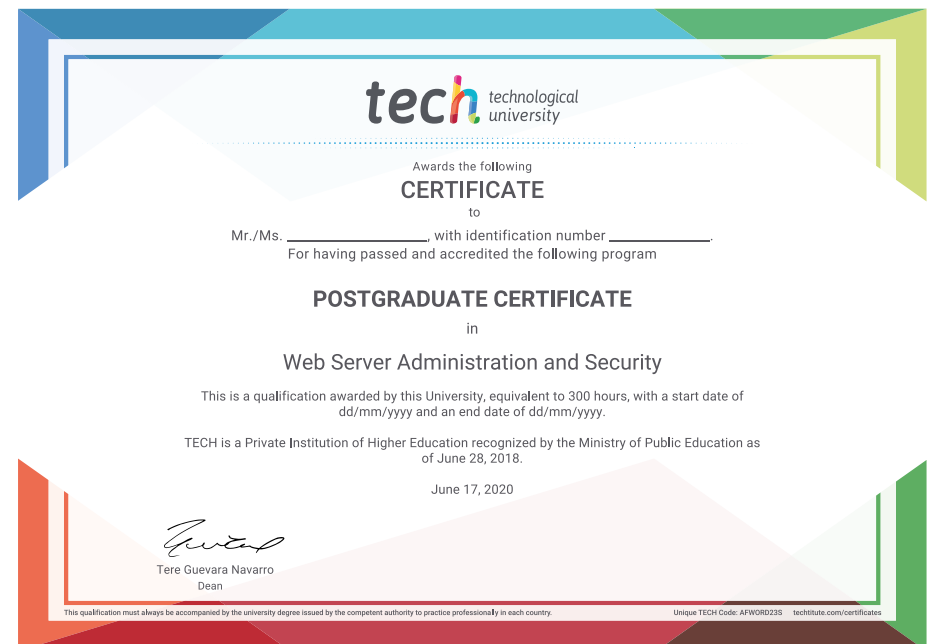 tech technological
university
Awards the following
CERTIFICATE
to
Mr./Ms. ____________, with identification number ____________.
For having passed and accredited the following program
POSTGRADUATE CERTIFICATE
in
Web Server Administration and Security
This is a qualification awarded by this University, equivalent to 300 hours, with a start date of
dd/mm/yyyy and an end date of dd/mm/yyyy.
TECH is a Private Institution of Higher Education recognized by the Ministry of Public Education as
of June 28, 2018.
June 17, 2020
Tere Guevara Navarro
Dean
This qualification must always be accompanied by the university degree issued by the competent authority to practice professionally in each country. Unique TECH Code: AFWORD23S techtitute.com/certificates